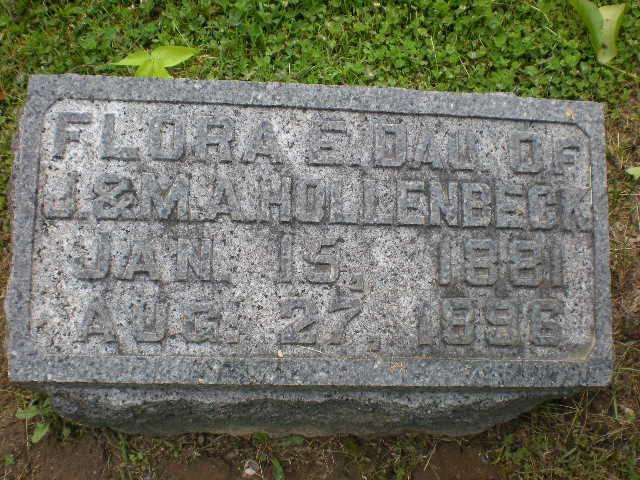 FLORA E. DAU. OF
J. & M. A. HOLLENBECK
JAN. 15, 1881
AUG. 27, 1896